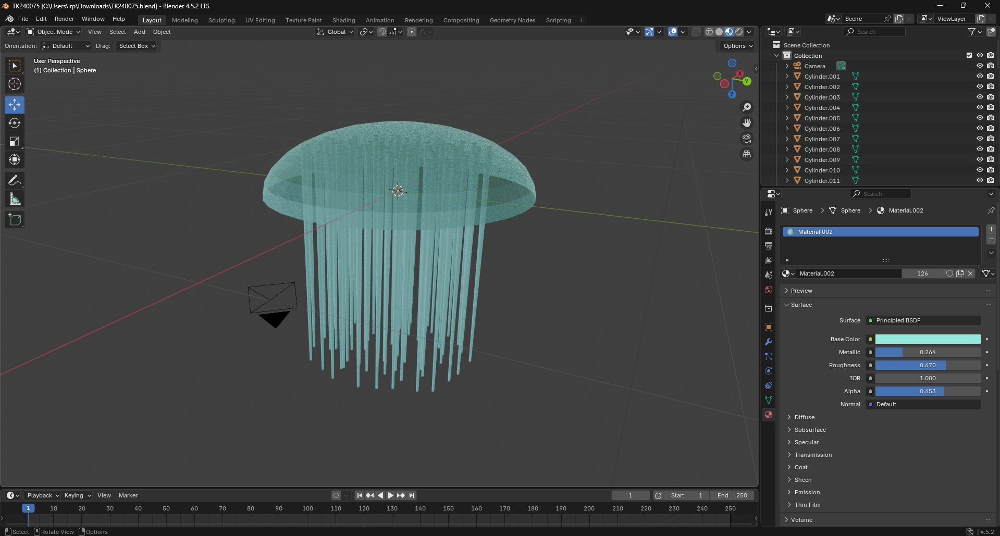 TK240075 [C:\Users\lrp\Downloads\TK240075.blend] - Blender 4.5.2 LTS
File Edit Render Window Help Layout Modeling Sculpting UV Editing Texture Paint Shading Animation Rendering Compositing Geometry Nodes Scripting + Scene ViewLayer
Object Mode View Select Add Object Global Search
Orientation: Default Drag: Select Box Options
User Perspective
(1) Collection | Sphere
X
Y
Z
Scene Collection
Collection
Camera
Cylinder.001
Cylinder.002
Cylinder.003
Cylinder.004
Cylinder.005
Cylinder.006
Cylinder.007
Cylinder.008
Cylinder.009
Cylinder.010
Cylinder.011
Search
Sphere > Sphere > Material.002
Material.002
Material.002 126
Preview
Surface
Surface Principled BSDF
Base Color
Metallic 0.264
Roughness 0.670
IOR 1.000
Alpha 0.653
Normal Default
Diffuse
Subsurface
Specular
Transmission
Coat
Sheen
Emission
Thin Film
Volume
Playback Keying View Marker 1 Start 1 End 250
1 10 20 30 40 50 60 70 80 90 100 110 120 130 140 150 160 170 180 190 200 210 220 230 240 250
Select Rotate View Options 4.5.2